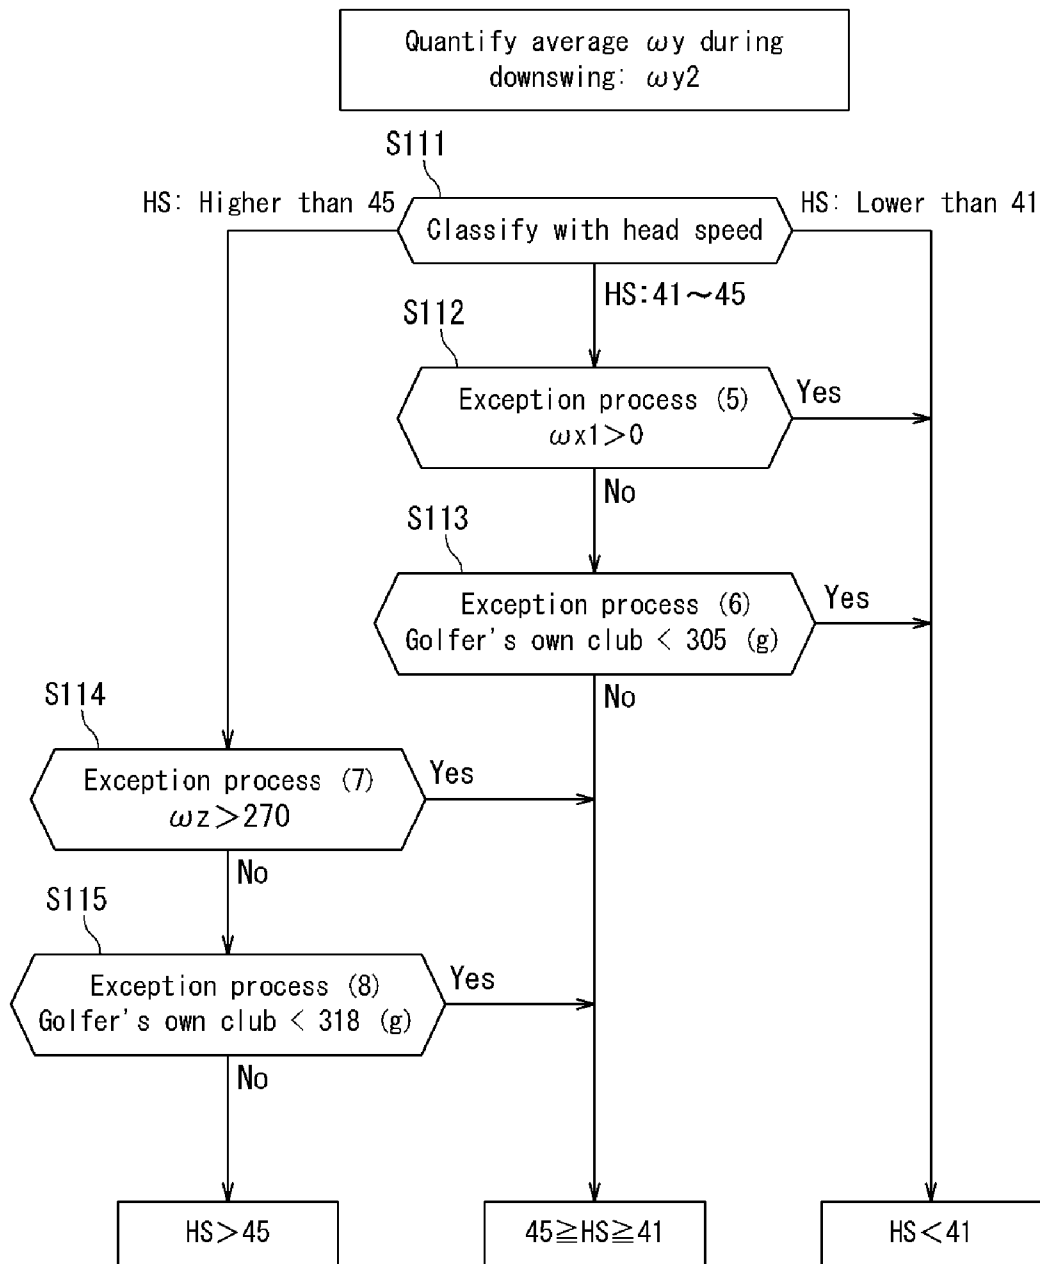 Quantify average ωy during
downswing: ωy2
S111
HS: Higher than 45
HS: Lower than 41
Classify with head speed
HS:41～45
S112
Exception process (5)
ωx1＞0
Yes
No
S113
Exception process (6)
Golfer's own club < 305 (g)
Yes
No
S114
Exception process (7)
ωz＞270
Yes
No
S115
Exception process (8)
Golfer's own club < 318 (g)
Yes
No
HS＞45
45≧HS≧41
HS＜41